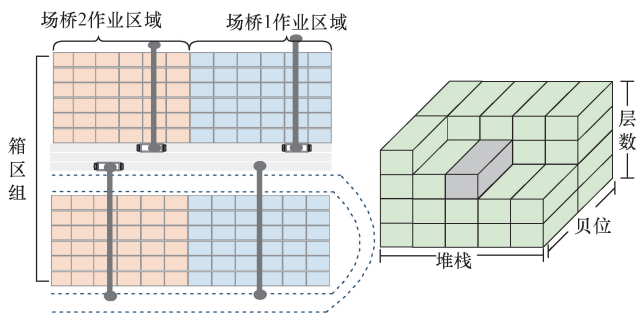 场桥2作业区域
场桥1作业区域
箱区组
层数
贝位
堆栈